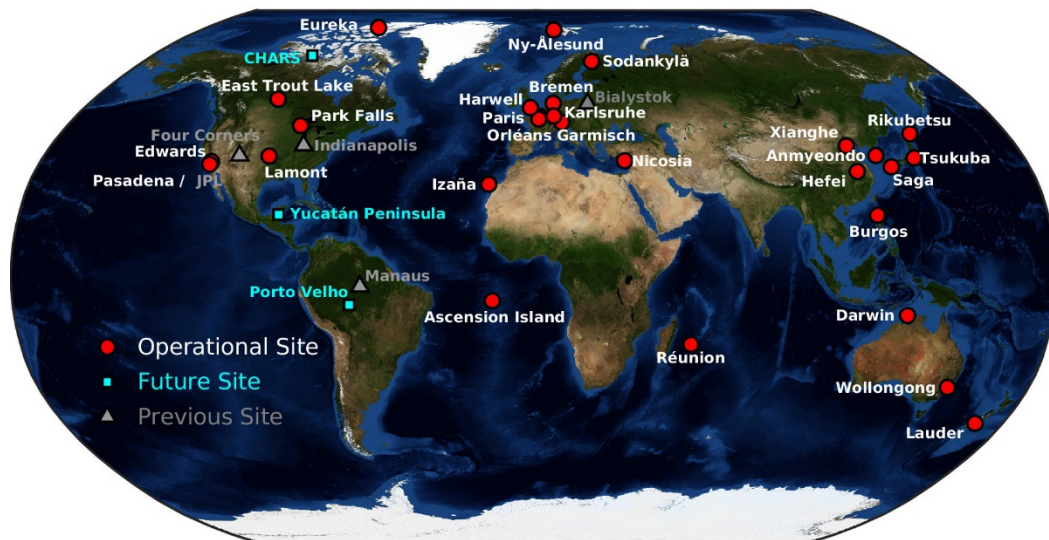 Eureka
Ny-Ålesund
CHARS
Sodankylä
East Trout Lake
Bremen
Harwell
Bialystok
Park Falls
Paris
Karlsruhe
Rikubetsu
Four Corners
Orléans Garmisch
Xianghe
Indianapolis
Edwards
Anmyeondo
Tsukuba
Nicosia
Pasadena / JPL
Lamont
Izaña
Hefei
Saga
Yucatán Peninsula
Burgos
Manaus
Porto Velho
Ascension Island
Darwin
Operational Site
Réunion
Future Site
Wollongong
Previous Site
Lauder